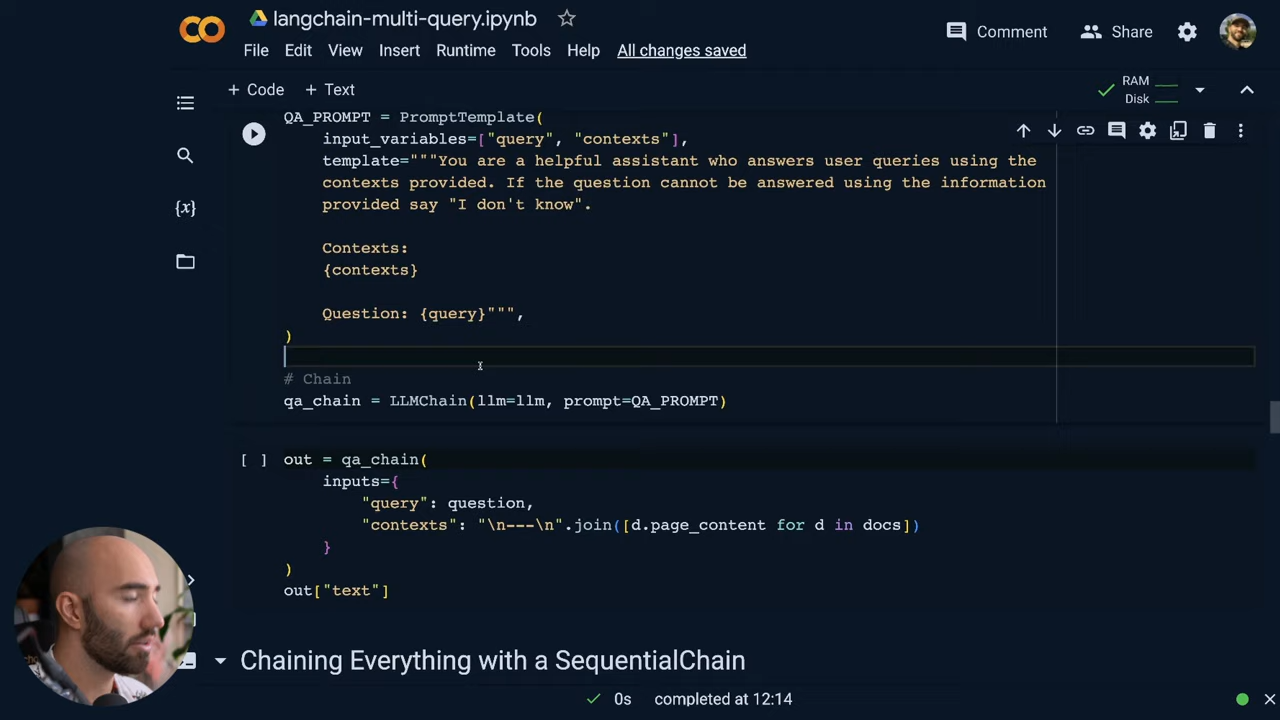 langchain-multi-query.ipynb
File Edit View Insert Runtime Tools Help All changes saved
Comment Share
+ Code + Text
RAM
Disk
{x}
QA_PROMPT = PromptTemplate(
input_variables=["query", "contexts"],
template="""You are a helpful assistant who answers user queries using the
contexts provided. If the question cannot be answered using the information
provided say "I don't know".
Contexts:
{contexts}
Question: {query}""",
)
# Chain
qa_chain = LLMChain(llm=llm, prompt=QA_PROMPT)
[ ] out = qa_chain(
inputs={
"query": question,
"contexts": "\n---\n".join([d.page_content for d in docs])
}
)
out["text"]
Chaining Everything with a SequentialChain
0s completed at 12:14